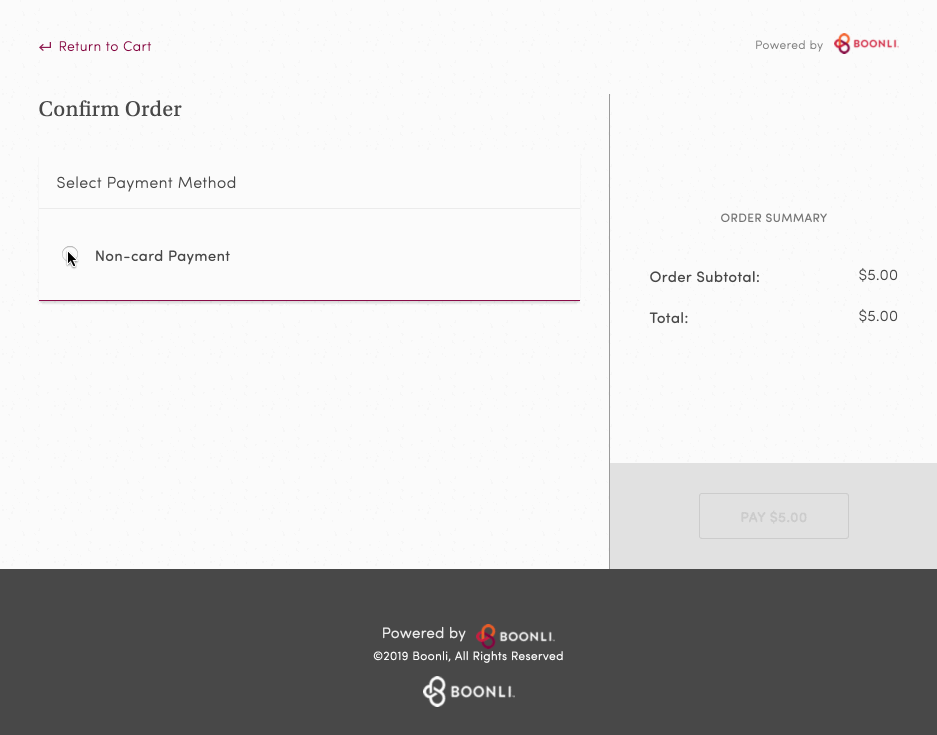 Return to Cart
Powered by BOONLI.
Confirm Order
Select Payment Method
Non-card Payment
ORDER SUMMARY
Order Subtotal: $5.00
Total: $5.00
PAY $5.00
Powered by BOONLI.
©2019 Boonli, All Rights Reserved
BOONLI.